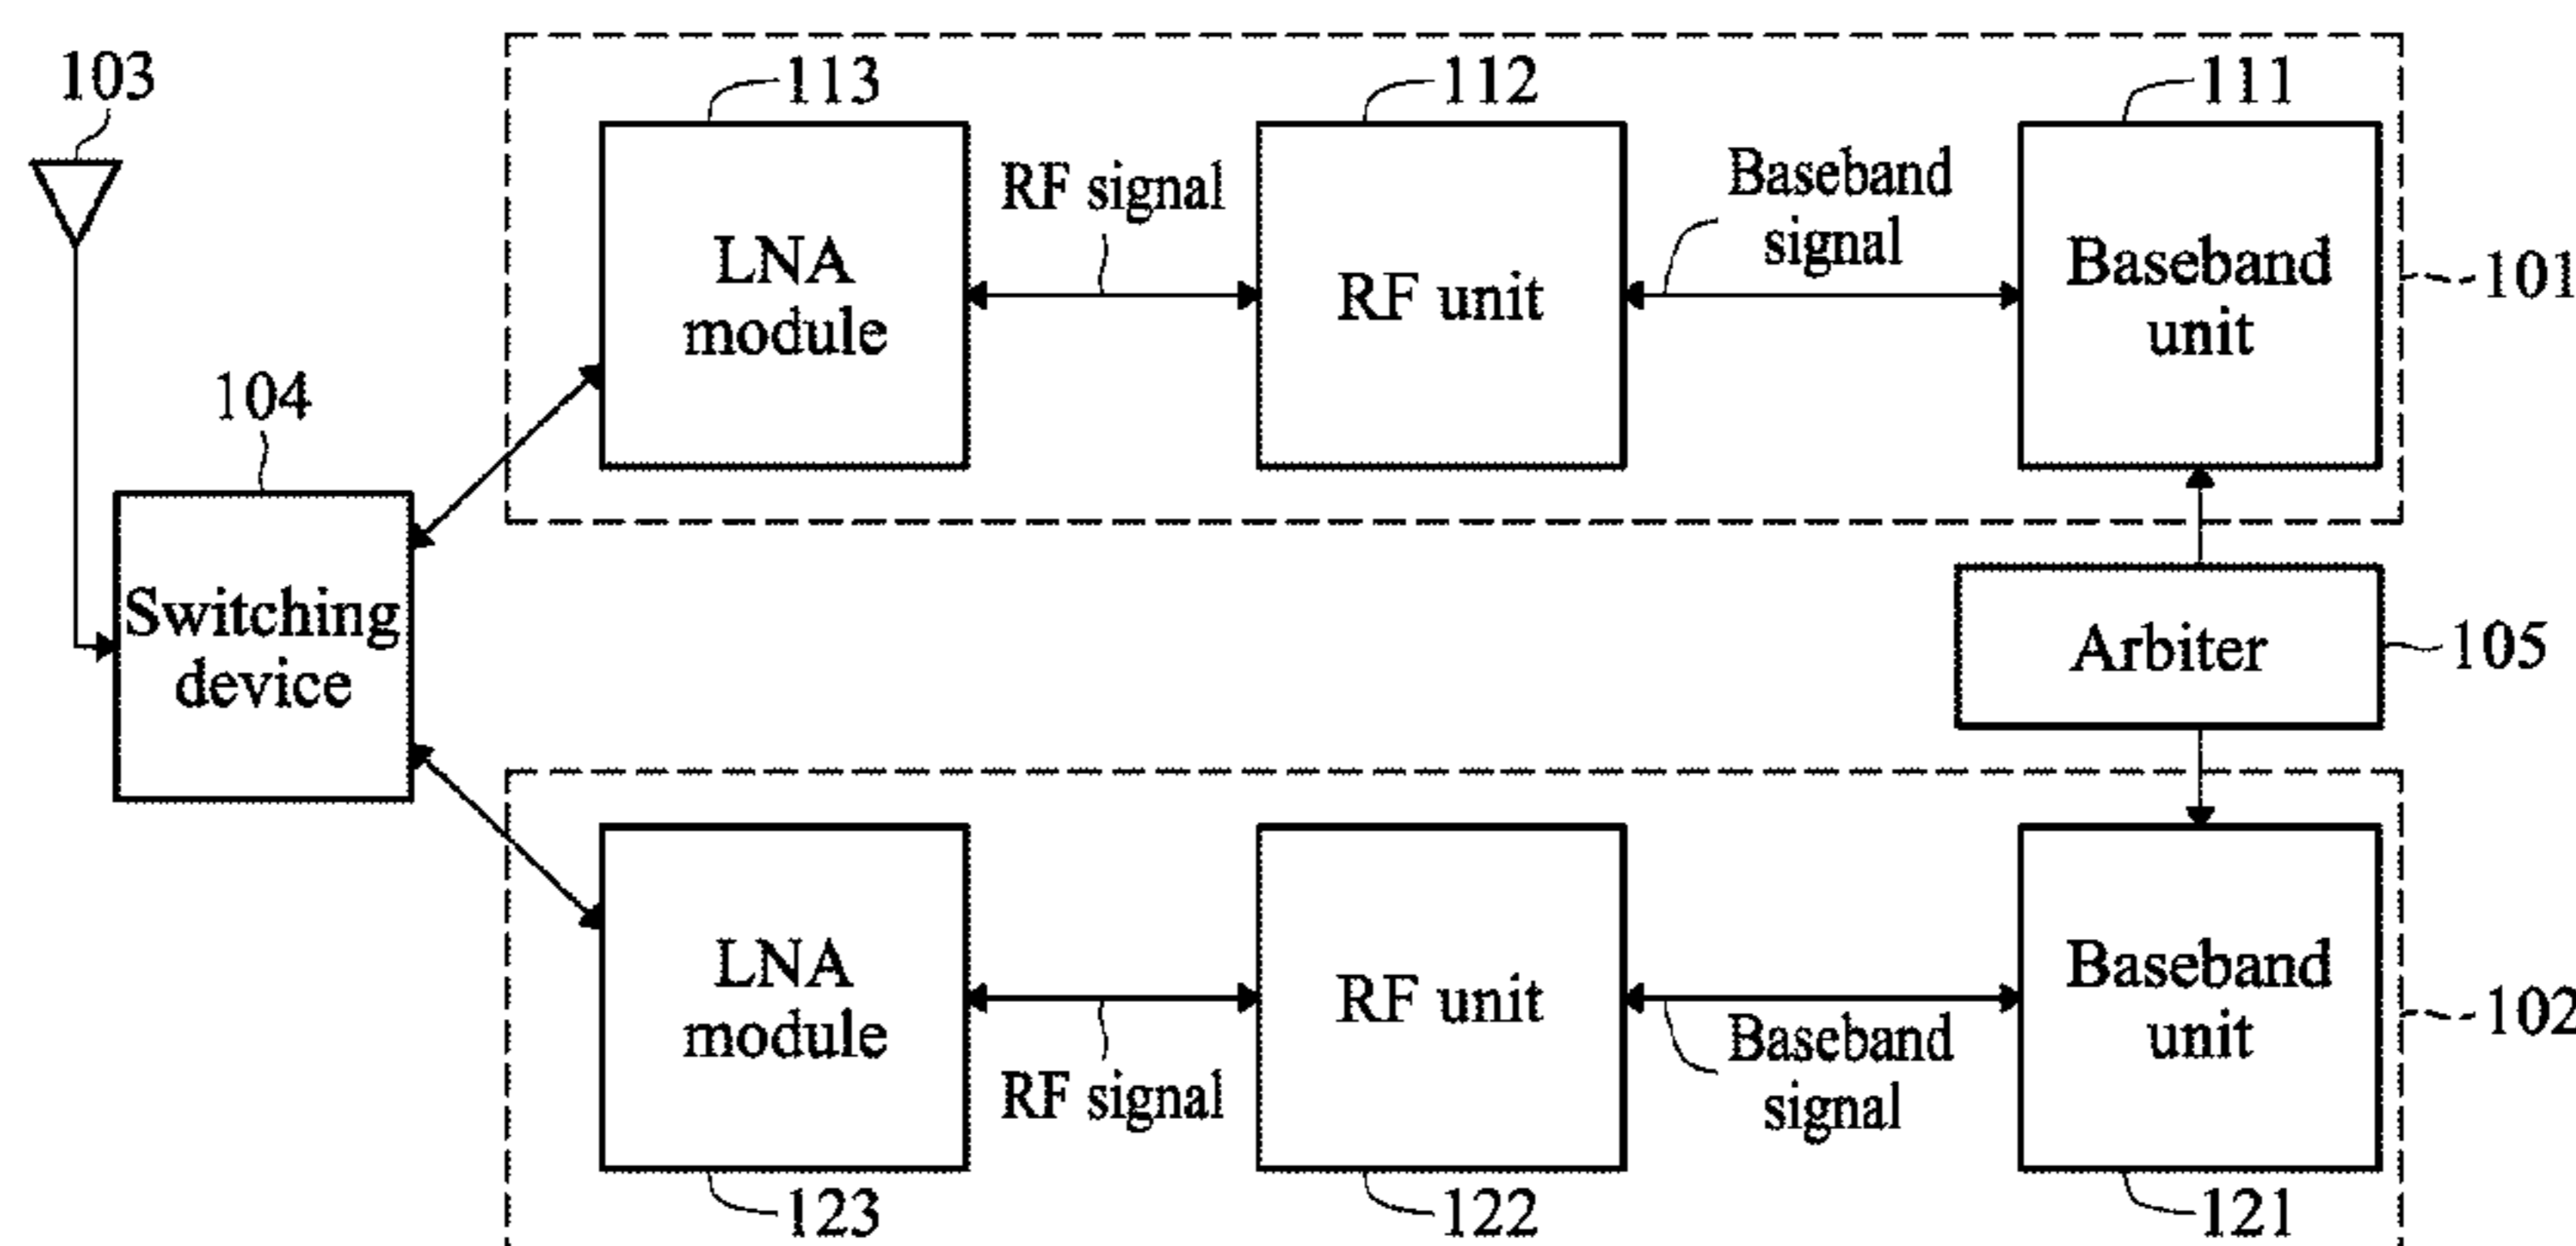 103
113
112
111
RF signal
Baseband
signal
LNA
module
RF unit
Baseband
unit
101
104
Switching
device
Arbiter
105
LNA
module
RF unit
Baseband
unit
102
RF signal
Baseband
signal
123
122
121